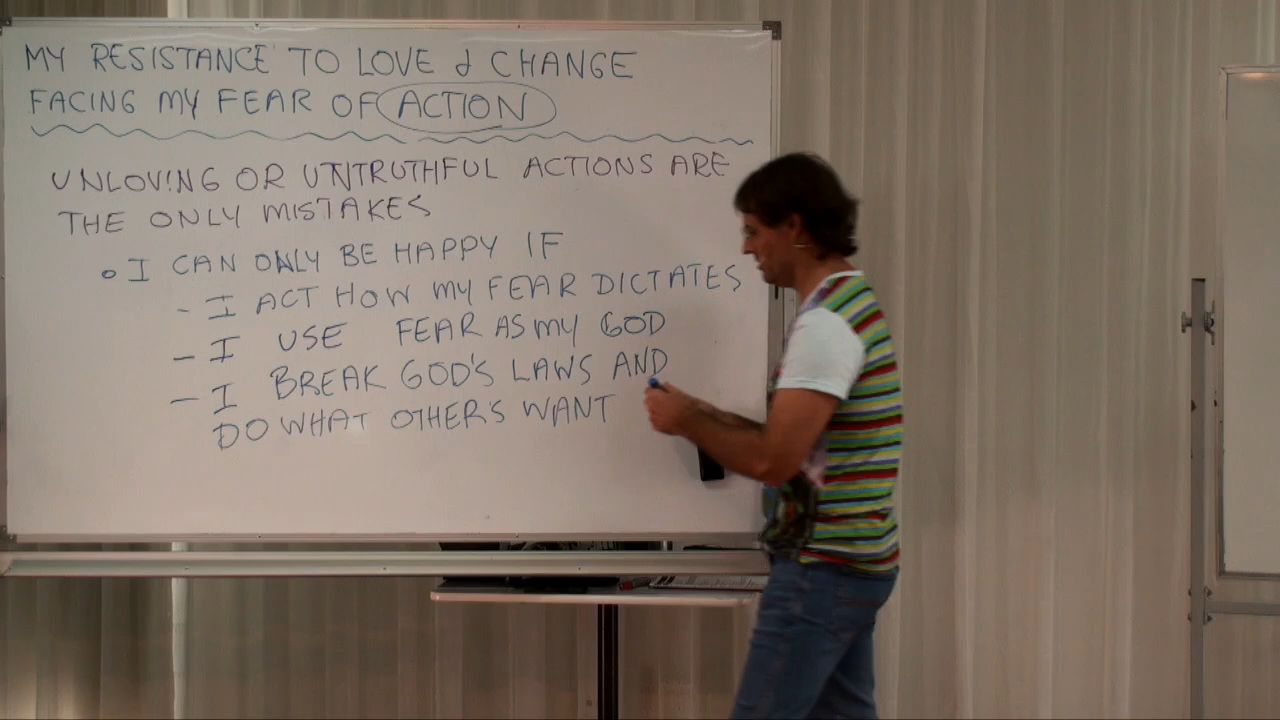 MY RESISTANCE TO LOVE & CHANGE
FACING MY FEAR OF ACTION
UNLOVING OR UNTRUTHFUL ACTIONS ARE
THE ONLY MISTAKES
• I CAN ONLY BE HAPPY IF
- I ACT HOW MY FEAR DICTATES
- I USE FEAR AS MY GOD
- I BREAK GOD'S LAWS AND
DO WHAT OTHER'S WANT